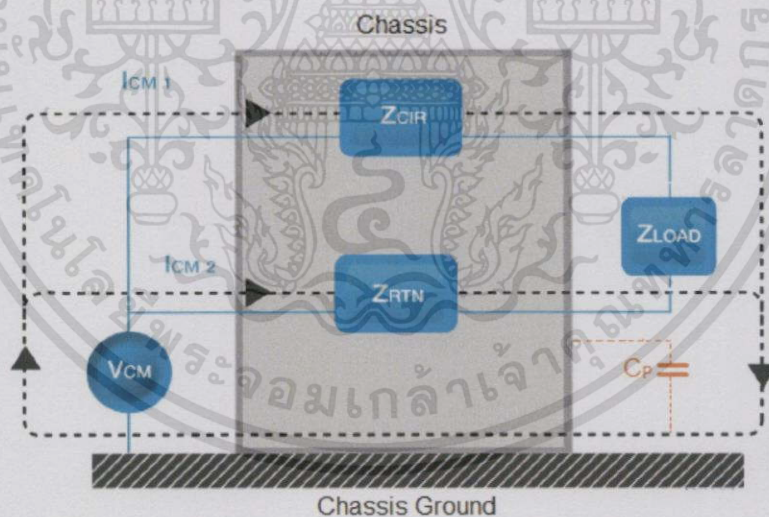 Chassis
ICM 1
ZCIR
ZLOAD
ICM 2
ZRTN
VCM
CP
Chassis Ground